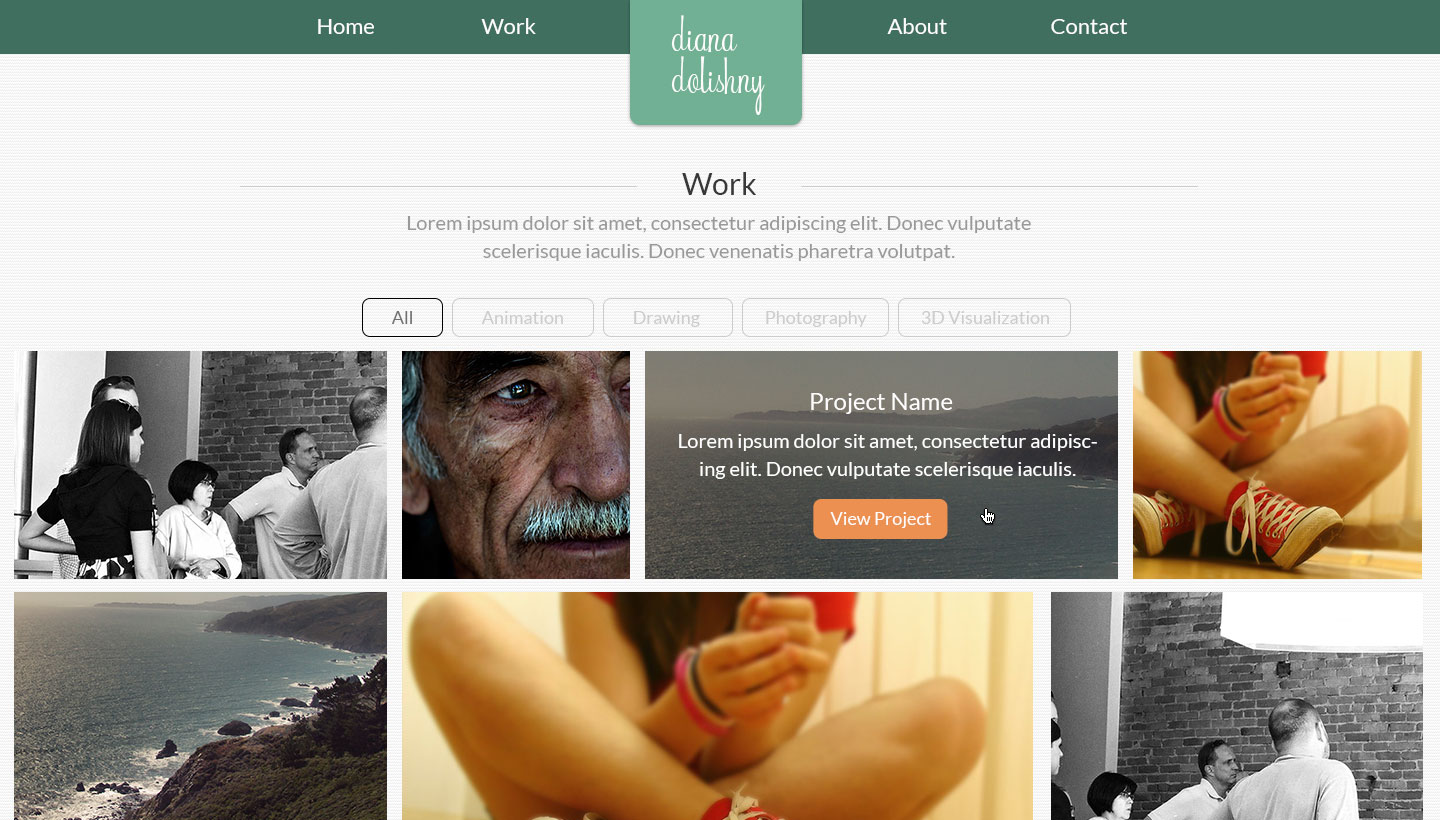 Home
Work
diana
dolishny
About
Contact
Work
Lorem ipsum dolor sit amet, consectetur adipiscing elit. Donec vulputate
scelerisque iaculis. Donec venenatis pharetra volutpat.
All
Animation
Drawing
Photography
3D Visualization
Project Name
Lorem ipsum dolor sit amet, consectetur adipisc-
ing elit. Donec vulputate scelerisque iaculis.
View Project